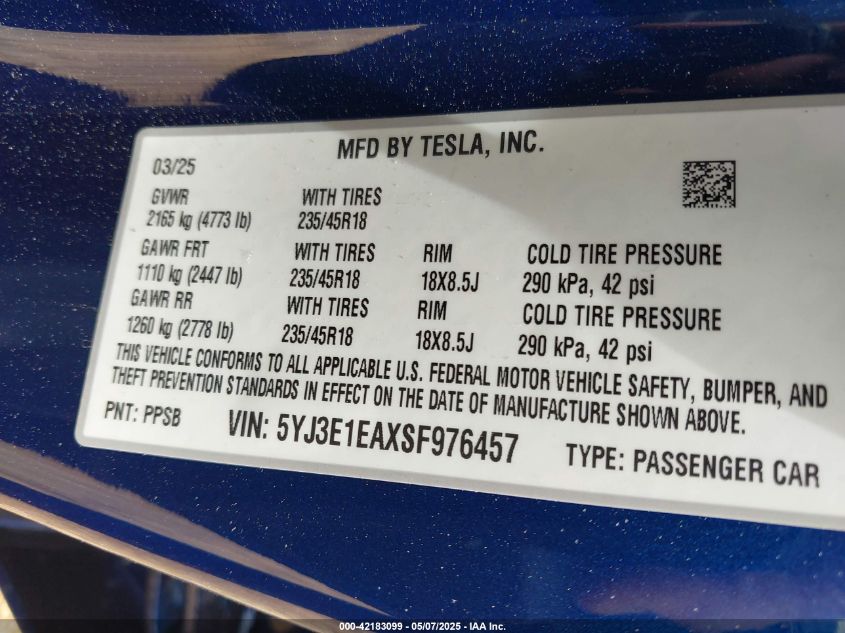 MFD BY TESLA, INC.
03/25
GVWR WITH TIRES
2165 kg (4773 lb) 235/45R18
GAWR FRT WITH TIRES RIM COLD TIRE PRESSURE
1110 kg (2447 lb) 235/45R18 18X8.5J 290 kPa, 42 psi
GAWR RR WITH TIRES RIM COLD TIRE PRESSURE
1260 kg (2778 lb) 235/45R18 18X8.5J 290 kPa, 42 psi
THIS VEHICLE CONFORMS TO ALL APPLICABLE U.S. FEDERAL MOTOR VEHICLE SAFETY, BUMPER, AND
THEFT PREVENTION STANDARDS IN EFFECT ON THE DATE OF MANUFACTURE SHOWN ABOVE.
PNT: PPSB VIN: 5YJ3E1EAXSF976457 TYPE: PASSENGER CAR
000-42183099 - 05/07/2025 - IAA Inc.